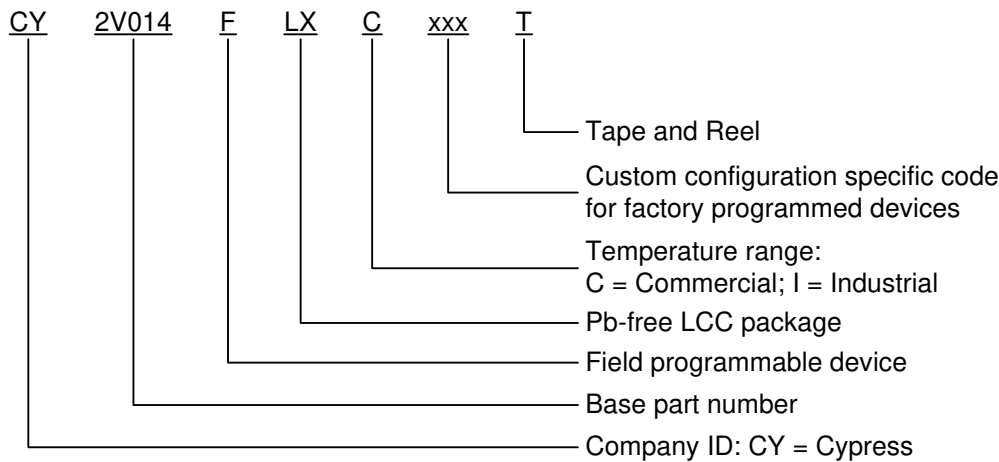 CY 2V014 F LX C xxx T
Tape and Reel
Custom configuration specific code
for factory programmed devices
Temperature range:
C = Commercial; I = Industrial
Pb-free LCC package
Field programmable device
Base part number
Company ID: CY = Cypress